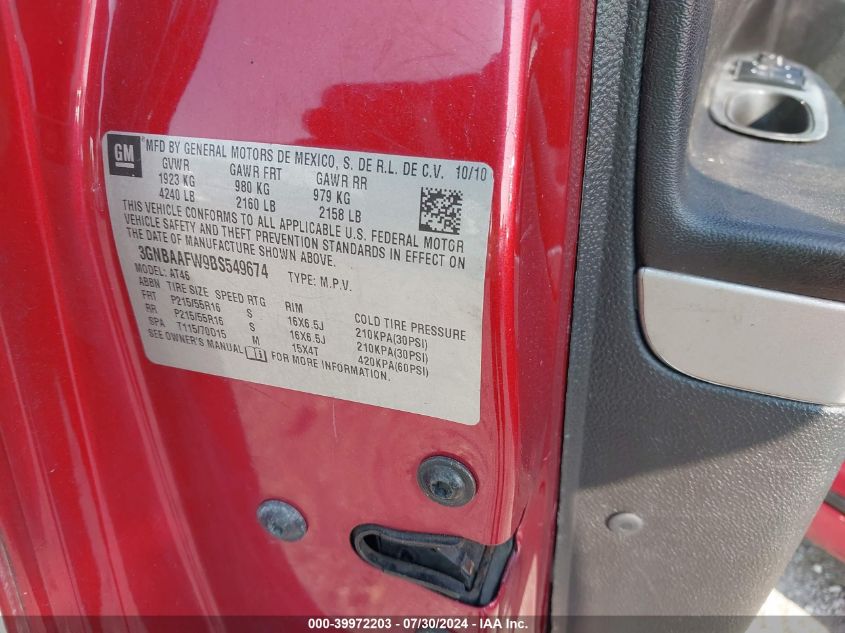 GM
® MFD BY GENERAL MOTORS DE MEXICO, S. DE R.L. DE C.V. 10/10
GVWR GAWR FRT GAWR RR
1923 KG 980 KG 979 KG
4240 LB 2160 LB 2158 LB
THIS VEHICLE CONFORMS TO ALL APPLICABLE U.S. FEDERAL MOTOR
VEHICLE SAFETY AND THEFT PREVENTION STANDARDS IN EFFECT ON
THE DATE OF MANUFACTURE SHOWN ABOVE.
3GNBAAFW9BS549674 TYPE: M.P.V.
MODEL: AT46
ABBN TIRE SIZE SPEED RTG RIM COLD TIRE PRESSURE
FRT P215/55R16 S 16X6.5J 210KPA(30PSI)
RR P215/55R16 S 16X6.5J 210KPA(30PSI)
SPA T115/70D15 M 15X4T 420KPA(60PSI)
SEE OWNER'S MANUAL FOR MORE INFORMATION.
000-39972203 - 07/30/2024 - IAA Inc.